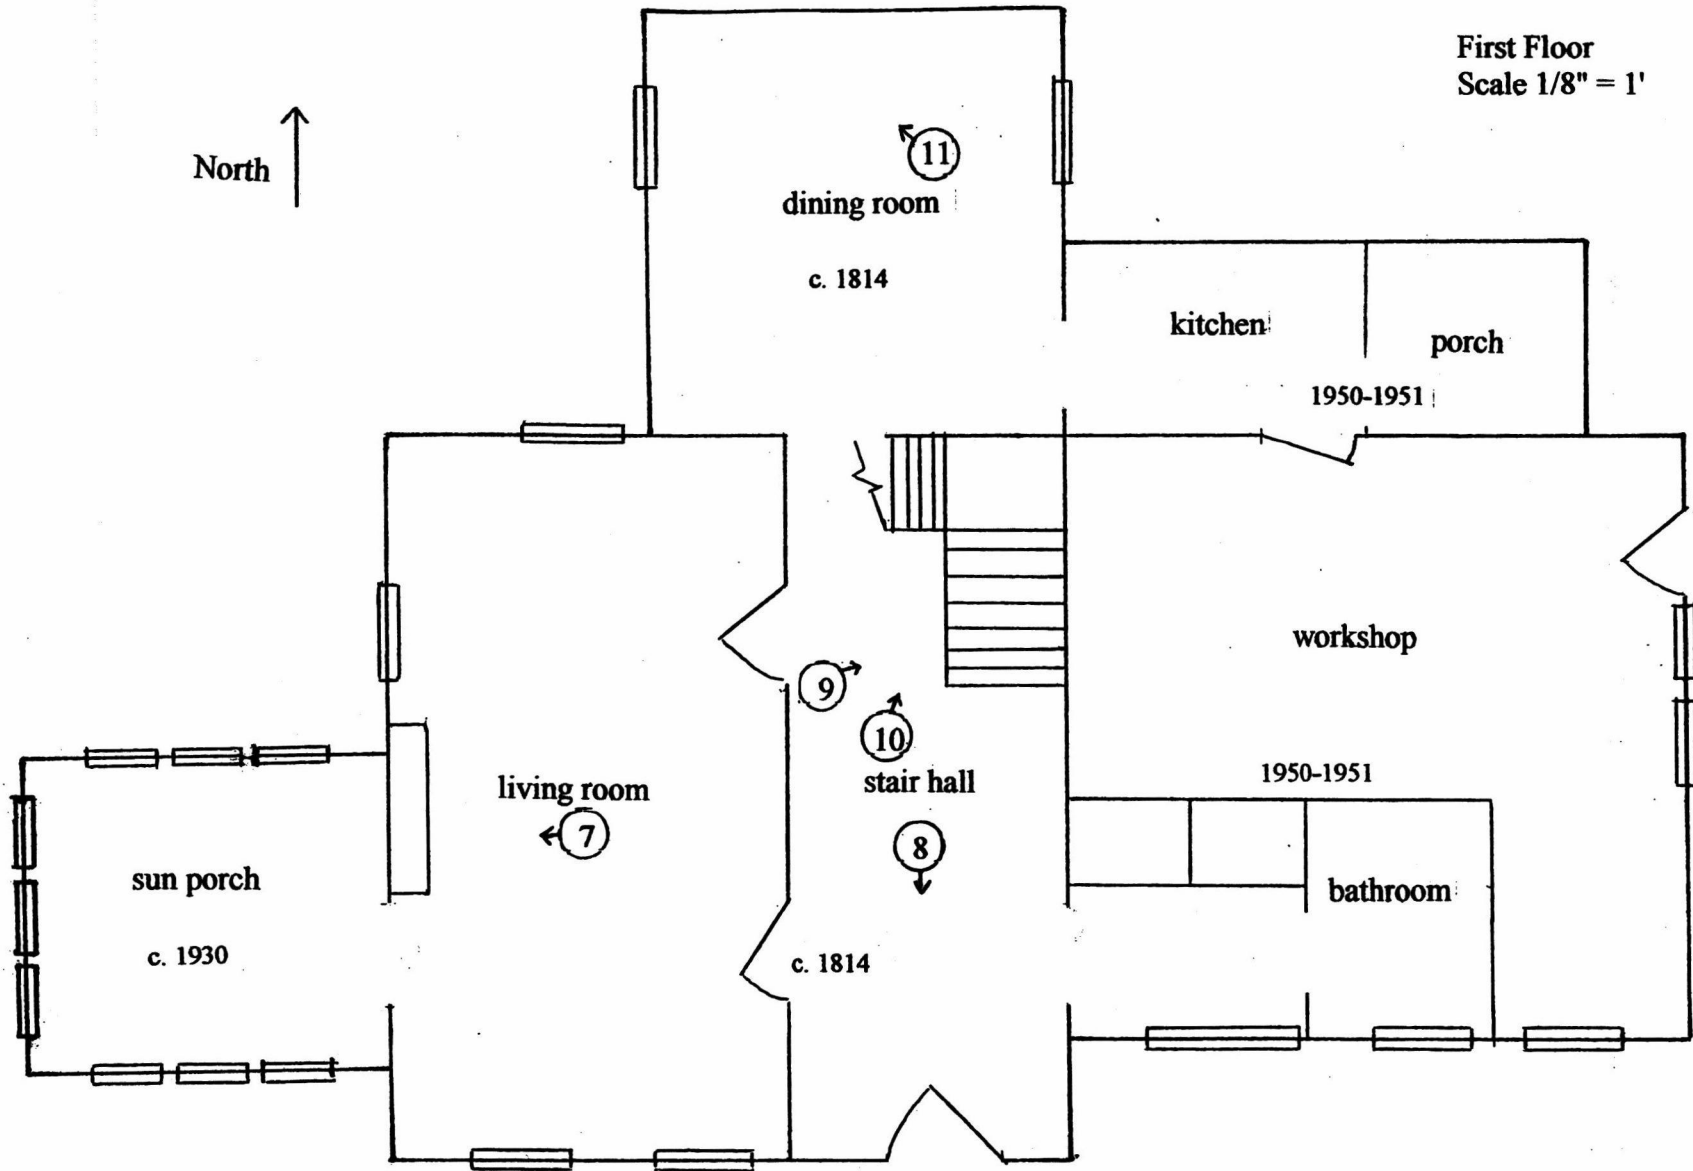 First Floor
Scale 1/8" = 1'
North
11
dining room
c. 1814
kitchen
porch
1950-1951
workshop
9
10
stair hall
1950-1951
living room
7
8
sun porch
bathroom
c. 1930
c. 1814